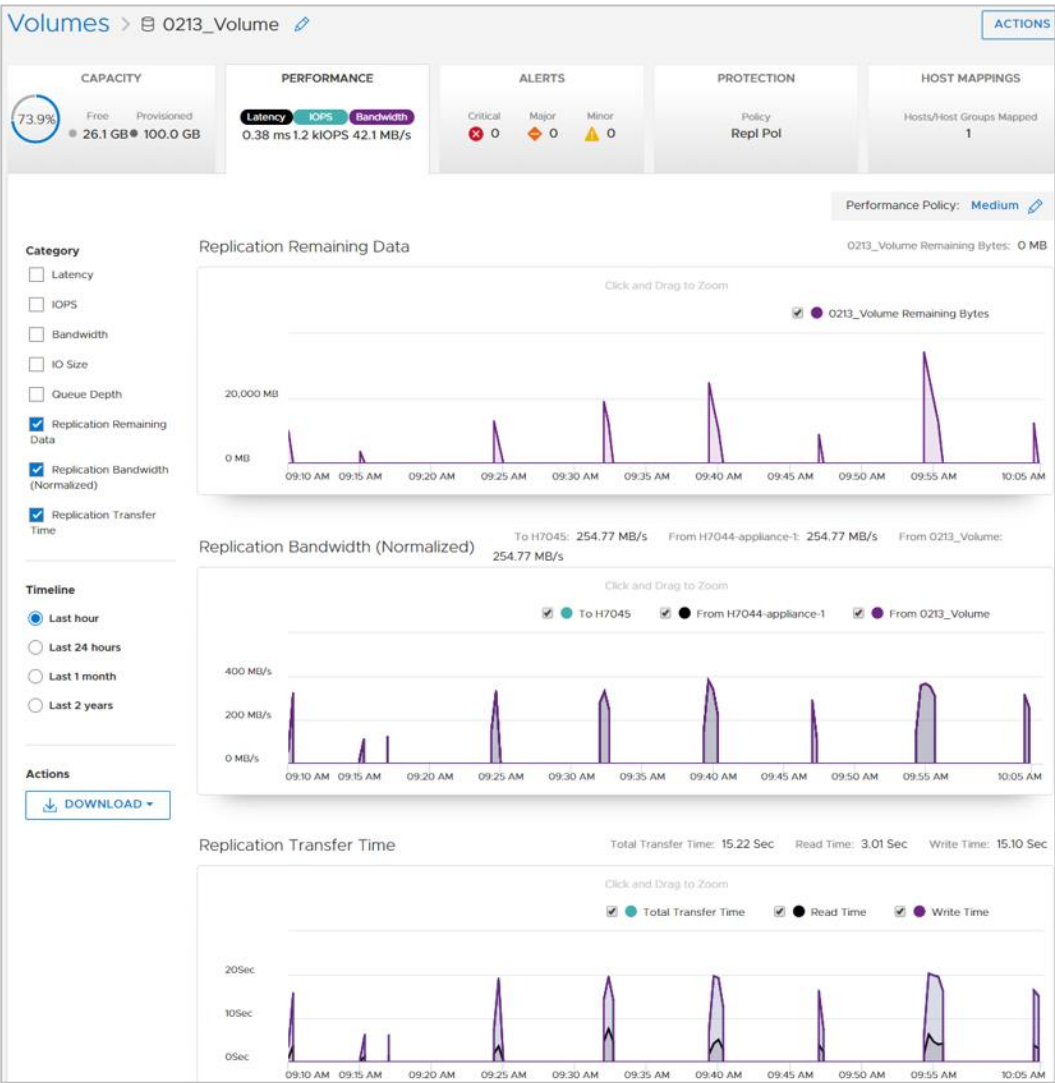 Volumes > 0213_Volume
ACTIONS
CAPACITY
73.9%
Free Provisioned
26.1 GB 100.0 GB
PERFORMANCE
Latency IOPS Bandwidth
0.38 ms 1.2 kIOPS 42.1 MB/s
ALERTS
Critical Major Minor
0 0 0
PROTECTION
Policy
Repl Pol
HOST MAPPINGS
Hosts/Host Groups Mapped
1
Performance Policy: Medium
Category
Latency
IOPS
Bandwidth
IO Size
Queue Depth
Replication Remaining
Data
Replication Bandwidth
(Normalized)
Replication Transfer
Time
Timeline
Last hour
Last 24 hours
Last 1 month
Last 2 years
Actions
DOWNLOAD
Replication Remaining Data
0213_Volume Remaining Bytes: 0 MB
Click and Drag to Zoom
0213_Volume Remaining Bytes
20,000 MB
0 MB
09:10 AM 09:15 AM 09:20 AM 09:25 AM 09:30 AM 09:35 AM 09:40 AM 09:45 AM 09:50 AM 09:55 AM 10:05 AM
Replication Bandwidth (Normalized)
To H7045: 254.77 MB/s From H7044-appliance-1: 254.77 MB/s From 0213_Volume:
254.77 MB/s
Click and Drag to Zoom
To H7045 From H7044-appliance-1 From 0213_Volume
400 MB/s
200 MB/s
0 MB/s
09:10 AM 09:15 AM 09:20 AM 09:25 AM 09:30 AM 09:35 AM 09:40 AM 09:45 AM 09:50 AM 09:55 AM 10:05 AM
Replication Transfer Time
Total Transfer Time: 15.22 Sec Read Time: 3.01 Sec Write Time: 15.10 Sec
Click and Drag to Zoom
Total Transfer Time Read Time Write Time
20Sec
10Sec
0Sec
09:10 AM 09:15 AM 09:20 AM 09:25 AM 09:30 AM 09:35 AM 09:40 AM 09:45 AM 09:50 AM 09:55 AM 10:05 AM